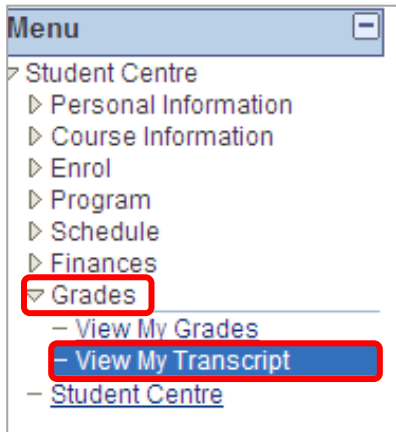 Menu
Student Centre
Personal Information
Course Information
Enrol
Program
Schedule
Finances
Grades
– View My Grades
– View My Transcript
– Student Centre